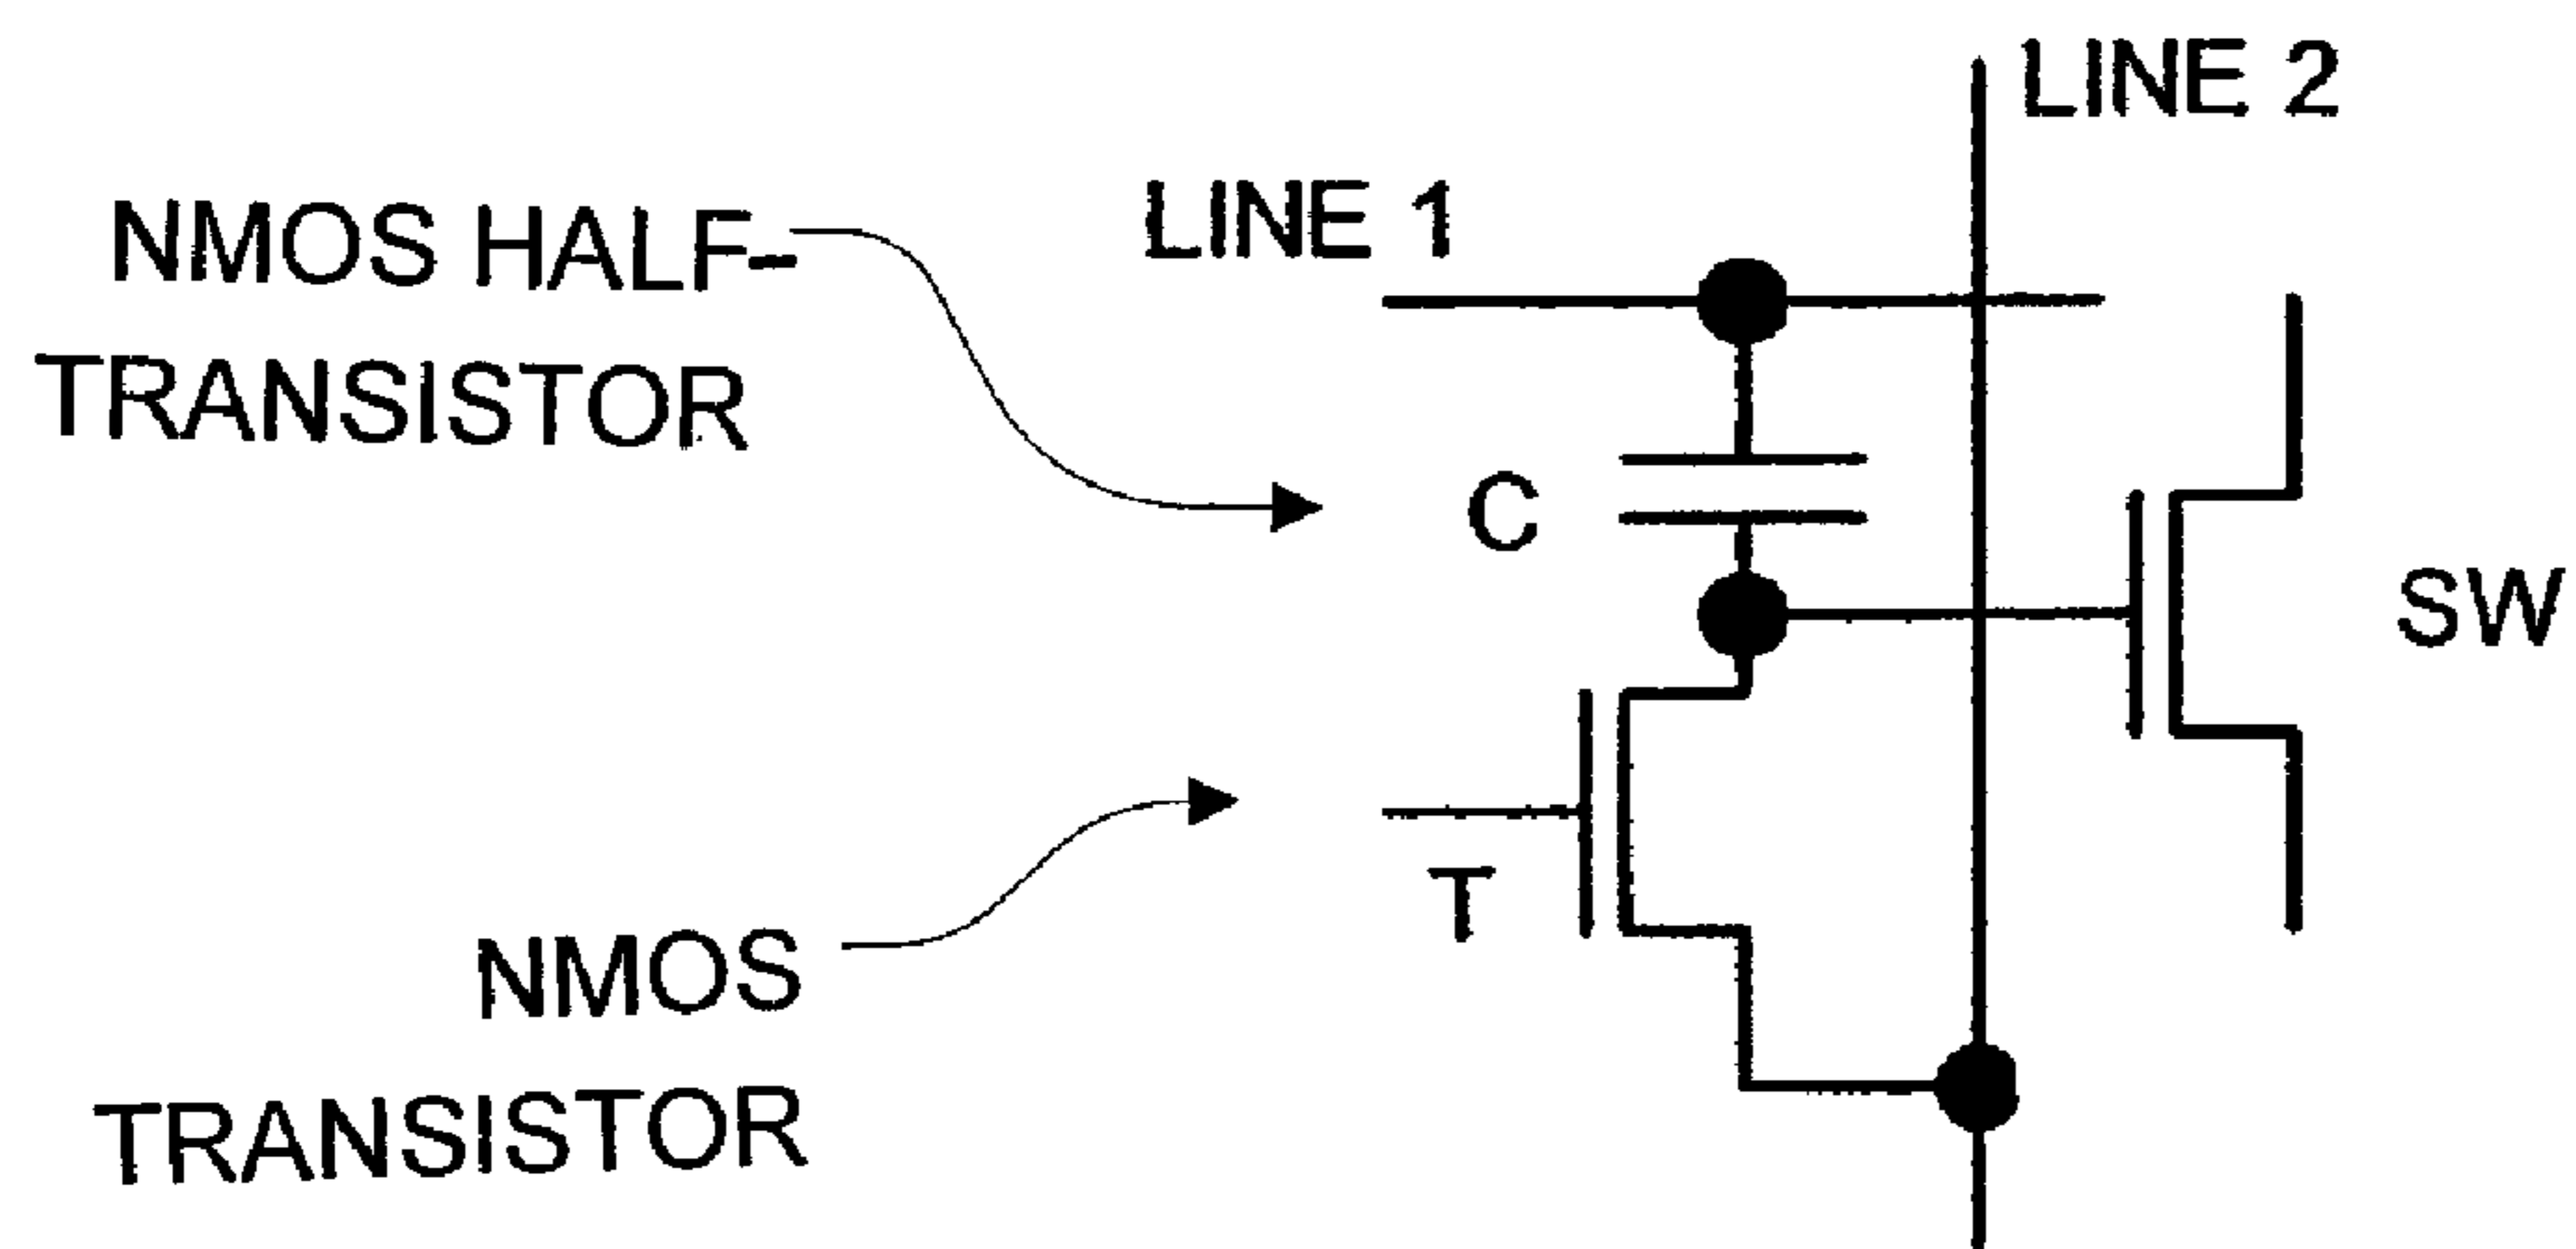 LINE 2
LINE 1
NMOS HALF-
TRANSISTOR
C
SW
T
NMOS
TRANSISTOR